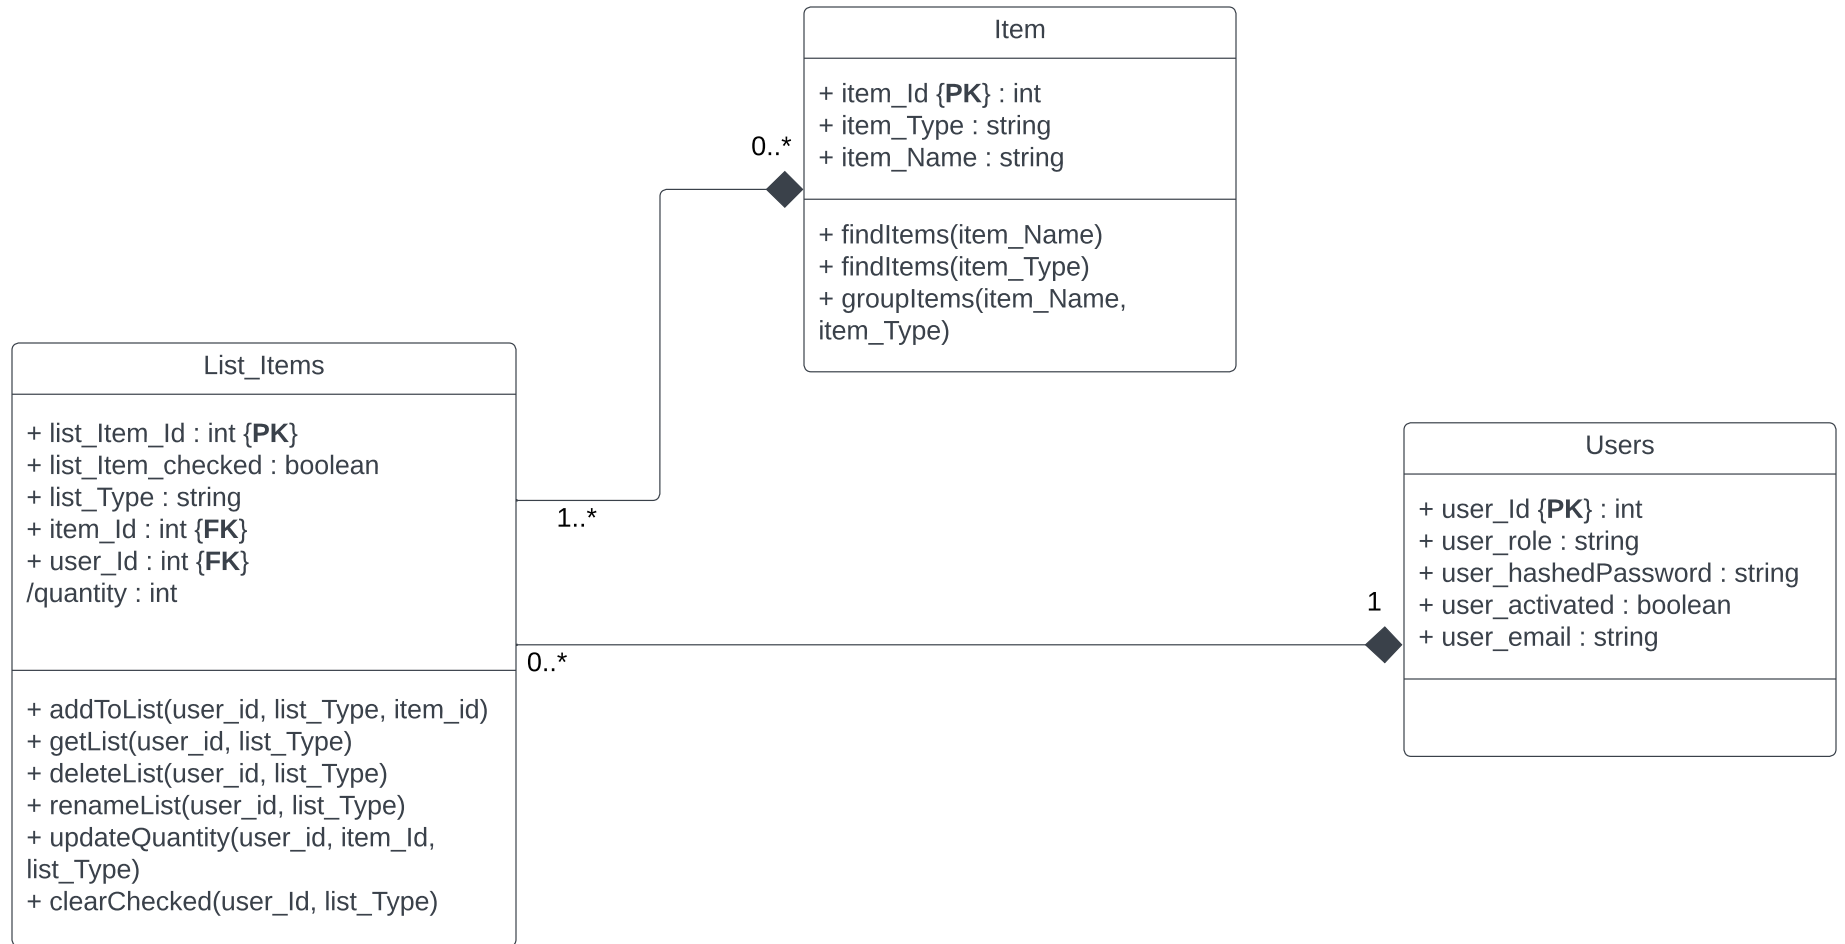 Item
+ item_Id {PK} : int
+ item_Type : string
+ item_Name : string
0..*
+ findItems(item_Name)
+ findItems(item_Type)
+ groupItems(item_Name,
item_Type)
List_Items
+ list_Item_Id : int {PK}
+ list_Item_checked : boolean
+ list_Type : string
+ item_Id : int {FK}
+ user_Id : int {FK}
/quantity : int
1..*
0..*
+ addToList(user_id, list_Type, item_id)
+ getList(user_id, list_Type)
+ deleteList(user_id, list_Type)
+ renameList(user_id, list_Type)
+ updateQuantity(user_id, item_Id,
list_Type)
+ clearChecked(user_Id, list_Type)
Users
+ user_Id {PK} : int
+ user_role : string
+ user_hashedPassword : string
+ user_activated : boolean
+ user_email : string
1